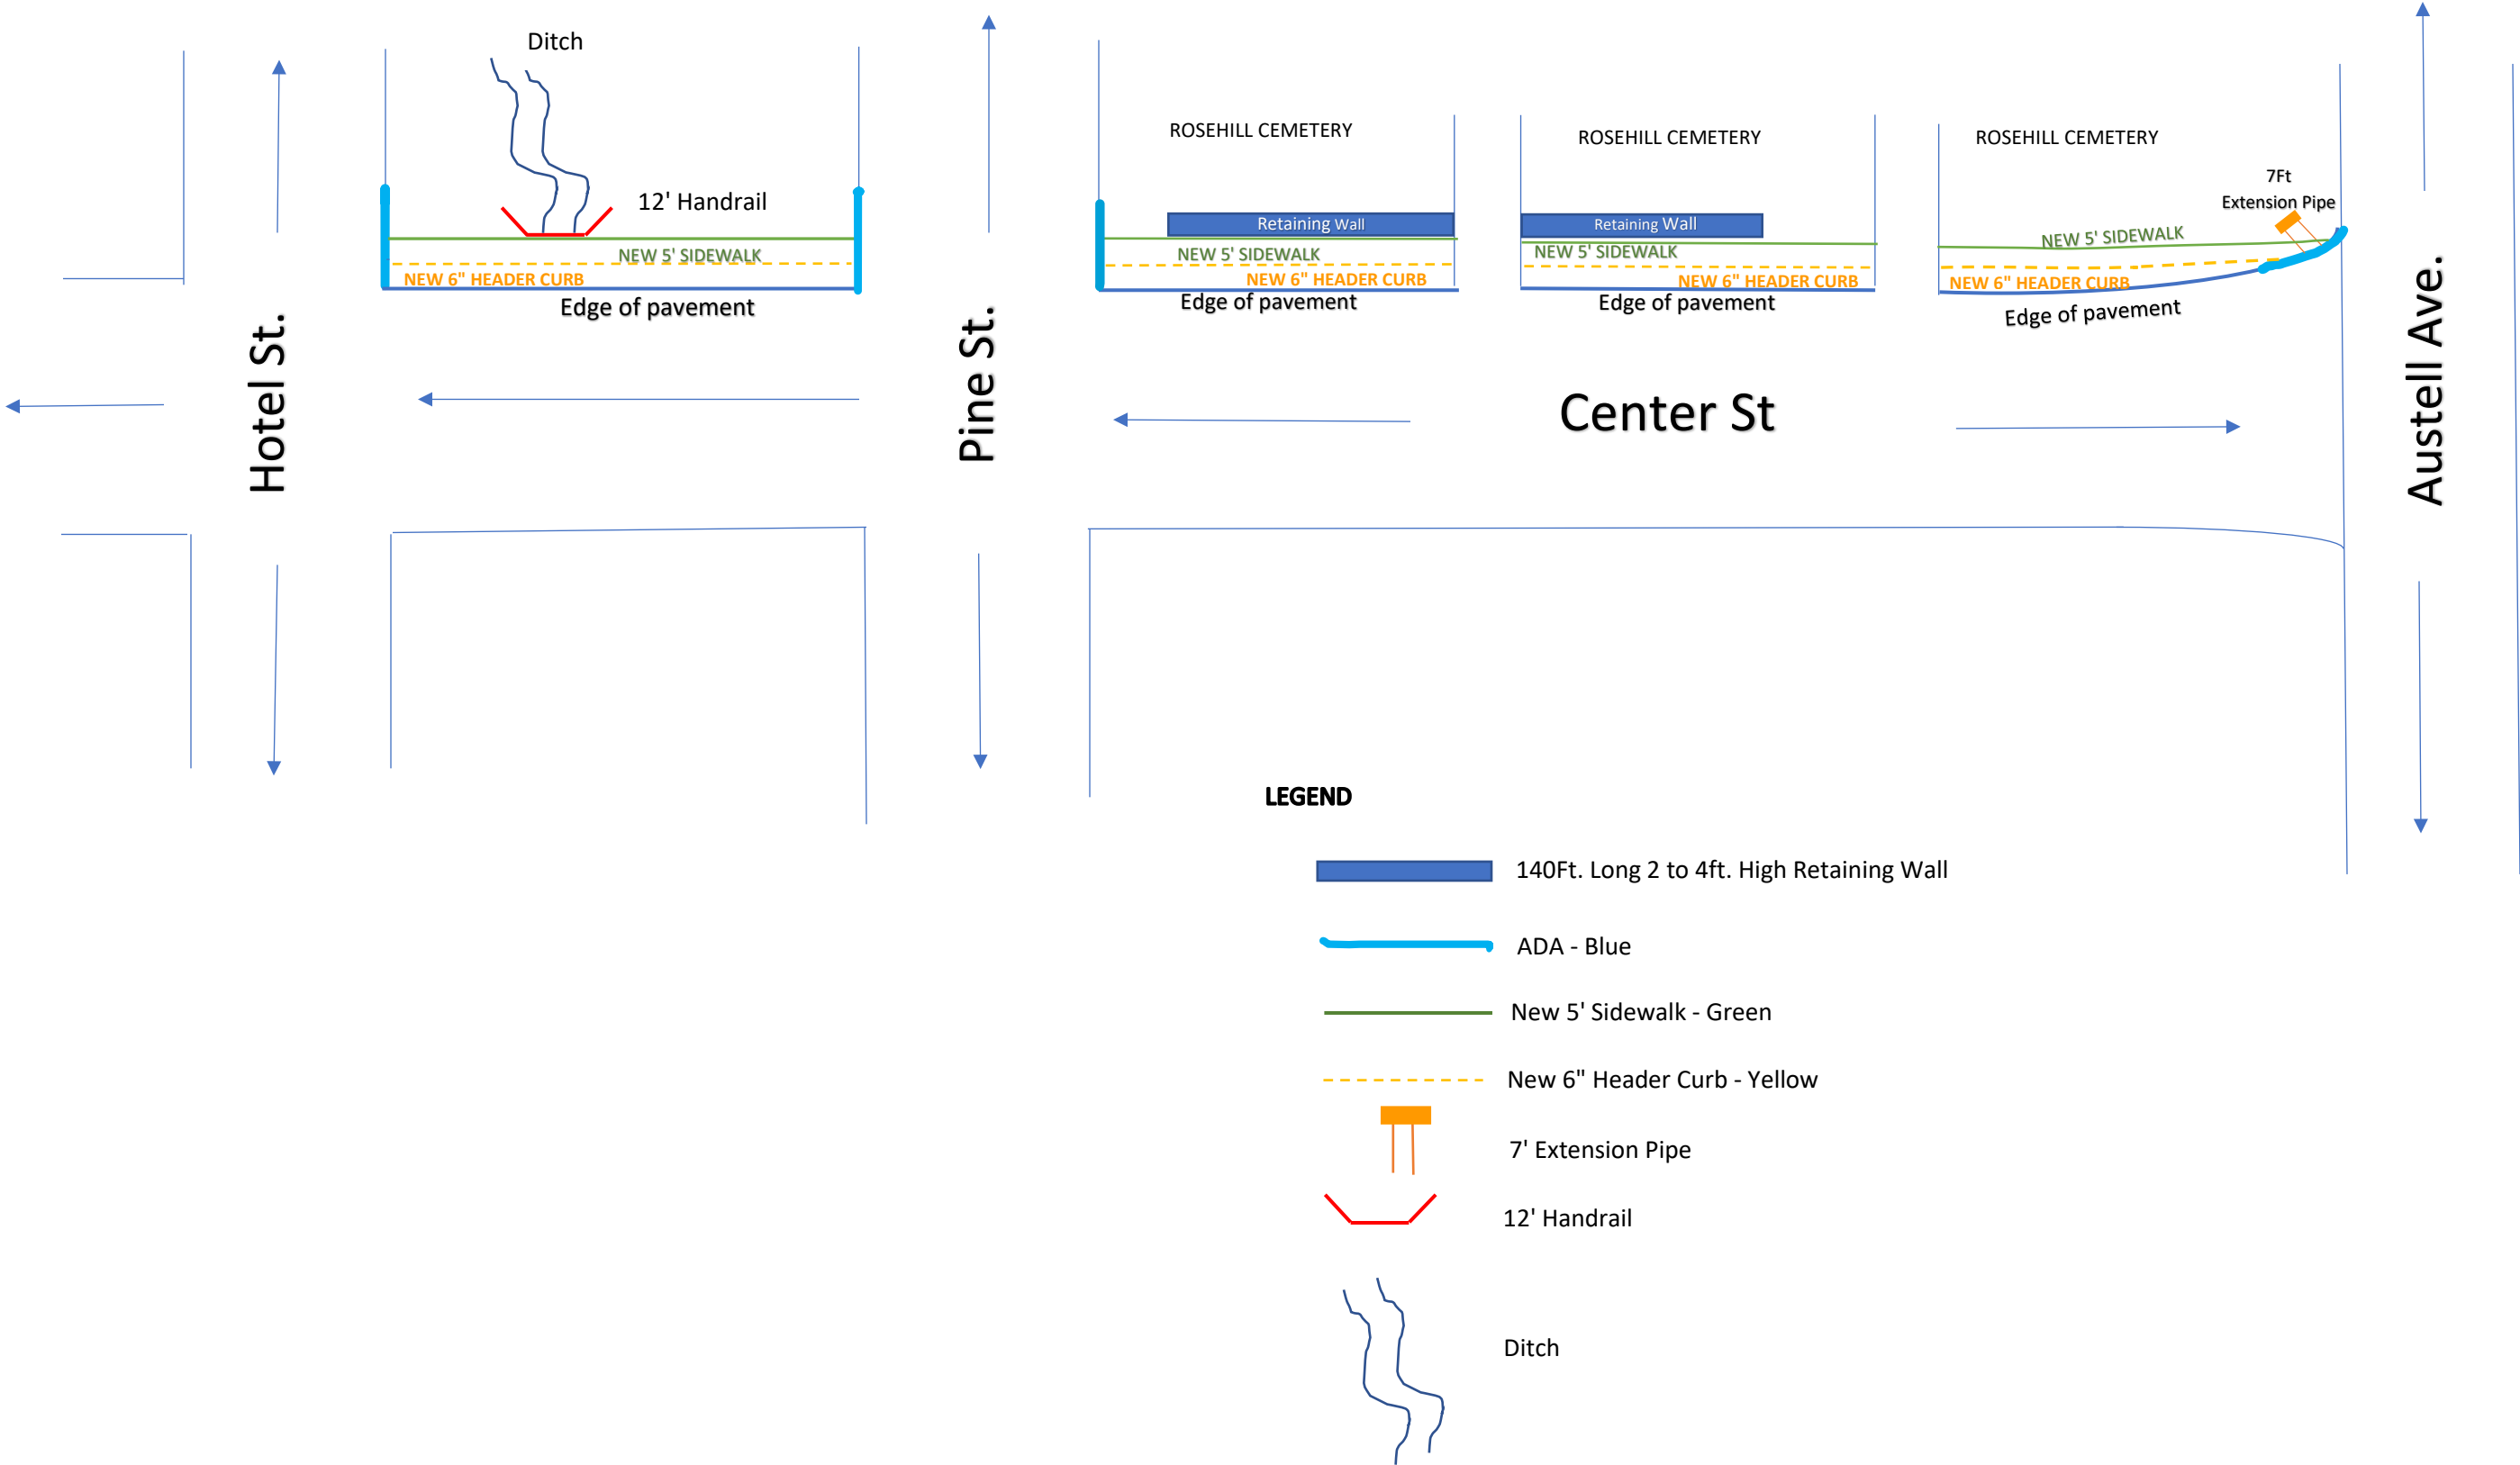 Ditch
12' Handrail
NEW 5' SIDEWALK
NEW 6" HEADER CURB
Edge of pavement
ROSEHILL CEMETERY
Retaining Wall
NEW 5' SIDEWALK
NEW 6" HEADER CURB
Edge of pavement
ROSEHILL CEMETERY
Retaining Wall
NEW 5' SIDEWALK
NEW 6" HEADER CURB
Edge of pavement
ROSEHILL CEMETERY
7Ft
Extension Pipe
NEW 5' SIDEWALK
NEW 6" HEADER CURB
Edge of pavement
Hotel St.
Pine St.
Center St
Austell Ave.
LEGEND
140Ft. Long 2 to 4ft. High Retaining Wall
ADA - Blue
New 5' Sidewalk - Green
New 6" Header Curb - Yellow
7' Extension Pipe
12' Handrail
Ditch